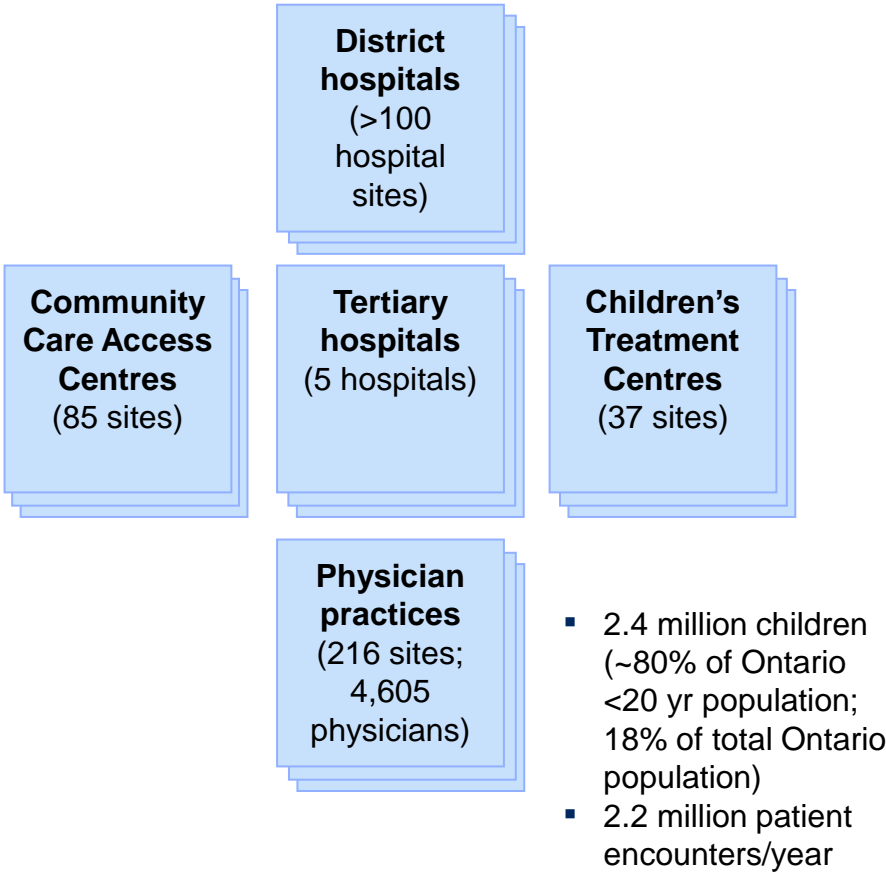 District
hospitals
(>100
hospital
sites)
Community
Care Access
Centres
(85 sites)
Tertiary
hospitals
(5 hospitals)
Children’s
Treatment
Centres
(37 sites)
Physician
practices
(216 sites;
4,605
physicians)
▪ 2.4 million children
(~80% of Ontario
<20 yr population;
18% of total Ontario
population)
▪ 2.2 million patient
encounters/year